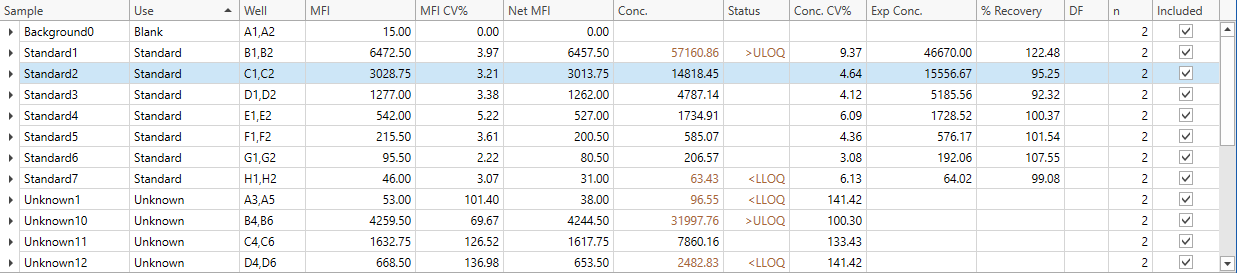 Sample Use Well MFI MFI CV% Net MFI Conc. Status Conc. CV% Exp Conc. % Recovery DF n Included
Background0 Blank A1,A2 15.00 0.00 0.00 2
Standard1 Standard B1,B2 6472.50 3.97 6457.50 57160.86 >ULOQ 9.37 46670.00 122.48 2
Standard2 Standard C1,C2 3028.75 3.21 3013.75 14818.45 4.64 15556.67 95.25 2
Standard3 Standard D1,D2 1277.00 3.38 1262.00 4787.14 4.12 5185.56 92.32 2
Standard4 Standard E1,E2 542.00 5.22 527.00 1734.91 6.09 1728.52 100.37 2
Standard5 Standard F1,F2 215.50 3.61 200.50 585.07 4.36 576.17 101.54 2
Standard6 Standard G1,G2 95.50 2.22 80.50 206.57 3.08 192.06 107.55 2
Standard7 Standard H1,H2 46.00 3.07 31.00 63.43 <LLOQ 6.13 64.02 99.08 2
Unknown1 Unknown A3,A5 53.00 101.40 38.00 96.55 <LLOQ 141.42 2
Unknown10 Unknown B4,B6 4259.50 69.67 4244.50 31997.76 >ULOQ 100.30 2
Unknown11 Unknown C4,C6 1632.75 126.52 1617.75 7860.16 133.43 2
Unknown12 Unknown D4,D6 668.50 136.98 653.50 2482.83 <LLOQ 141.42 2